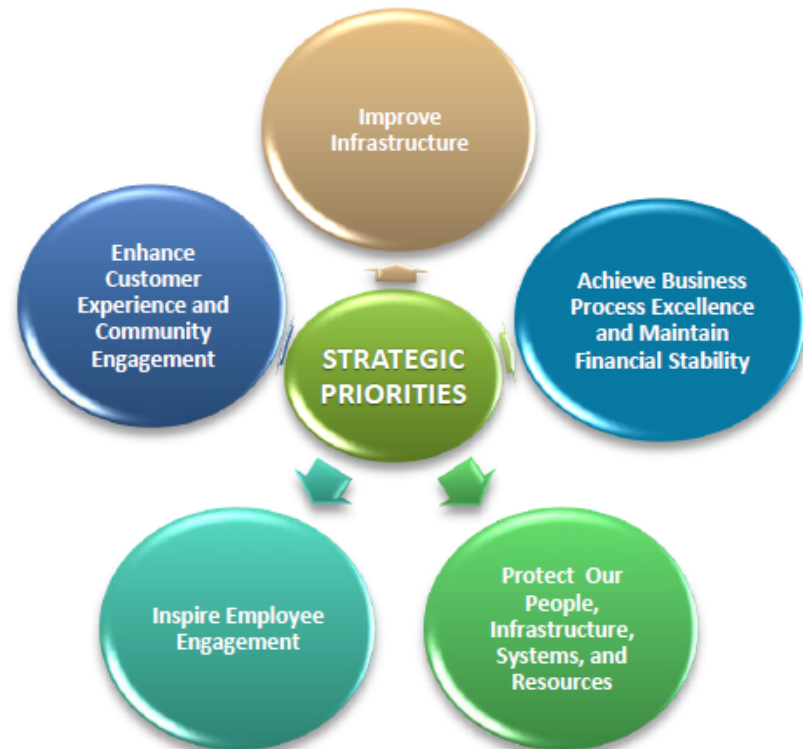 Improve
Infrastructure
Enhance
Customer
Experience and
Community
Engagement
Achieve Business
Process Excellence
and Maintain
Financial Stability
STRATEGIC
PRIORITIES
Inspire Employee
Engagement
Protect Our
People,
Infrastructure,
Systems, and
Resources